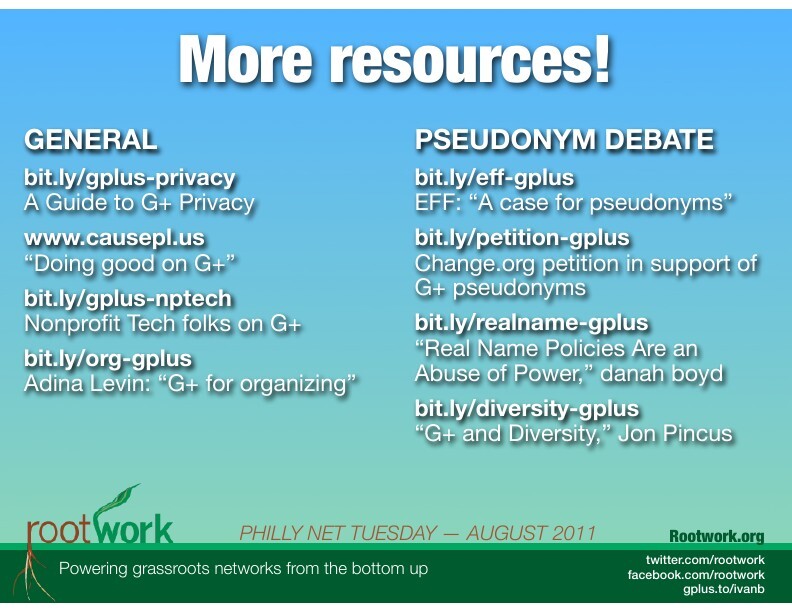 More resources!
GENERAL
bit.ly/gplus-privacy
A Guide to G+ Privacy
www.causepl.us
“Doing good on G+”
bit.ly/gplus-nptech
Nonprofit Tech folks on G+
bit.ly/org-gplus
Adina Levin: “G+ for organizing”
PSEUDONYM DEBATE
bit.ly/eff-gplus
EFF: “A case for pseudonyms”
bit.ly/petition-gplus
Change.org petition in support of
G+ pseudonyms
bit.ly/realname-gplus
“Real Name Policies Are an
Abuse of Power,” danah boyd
bit.ly/diversity-gplus
“G+ and Diversity,” Jon Pincus
rootwork
PHILLY NET TUESDAY — AUGUST 2011
Rootwork.org
Powering grassroots networks from the bottom up
twitter.com/rootwork
facebook.com/rootwork
gplus.to/ivanb